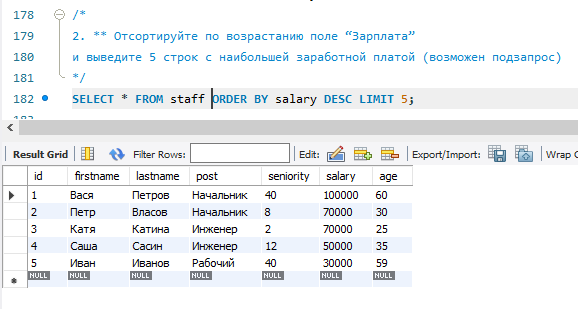 178 /*
179 2. ** Отсортируйте по возрастанию поле “Зарплата”
180 и выведите 5 строк с наибольшей заработной платой (возможен подзапрос)
181 */
182 SELECT * FROM staff ORDER BY salary DESC LIMIT 5;
Result Grid Filter Rows: Edit: Export/Import: Wrap C
id firstname lastname post seniority salary age
1 Вася Петров Начальник 40 100000 60
2 Петр Власов Начальник 8 70000 30
3 Катя Катина Инженер 2 70000 25
4 Саша Сасин Инженер 12 50000 35
5 Иван Иванов Рабочий 40 30000 59
NULL NULL NULL NULL NULL NULL NULL